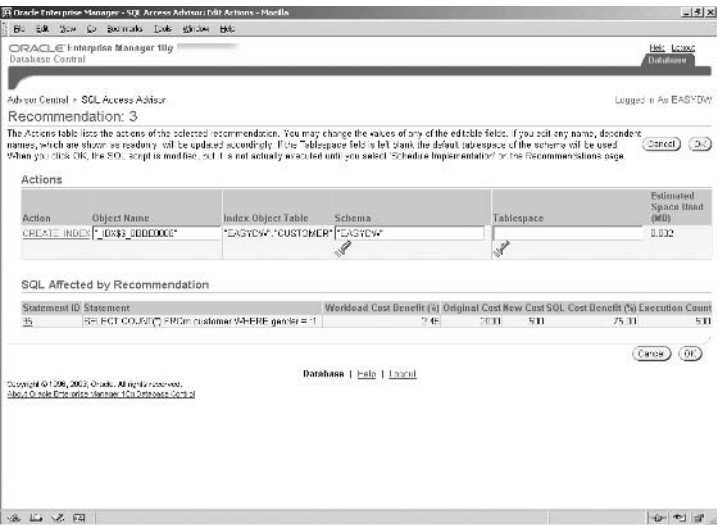 Oracle Enterprise Manager - SQL Access Advisor: Edit Actions - Mozilla
File Edit View Go Bookmarks Tools Window Help
ORACLE Enterprise Manager 10g
Database Control
Help Logout
Database
Advisor Central > SQL Access Advisor
Logged in As EASYDW
Recommendation: 3
The Actions table lists the actions of the selected recommendation. You may change the values of any of the editable fields. If you edit any name, dependent
names, which are shown as readonly, will be updated accordingly. If the Tablespace field is left blank the default tablespace of the schema will be used.
When you click OK, the SQL script is modified, but it is not actually executed until you select 'Schedule Implementation' on the Recommendations page.
Cancel OK
Actions
Action Object Name Index Object Table Schema Tablespace Estimated Space Used (MB)
CREATE INDEX "EASYDW"."CUSTOMER" "EASYDW" 0.032
SQL Affected by Recommendation
Statement ID Statement Workload Cost Benefit (%) Original Cost New Cost SQL Cost Benefit (%) Execution Count
SELECT COUNT(*) FROM customer WHERE gender =
Cancel OK
Database | Help | Logout
Copyright © 1996, 2003, Oracle. All rights reserved.
About Oracle Enterprise Manager 10g Database Control